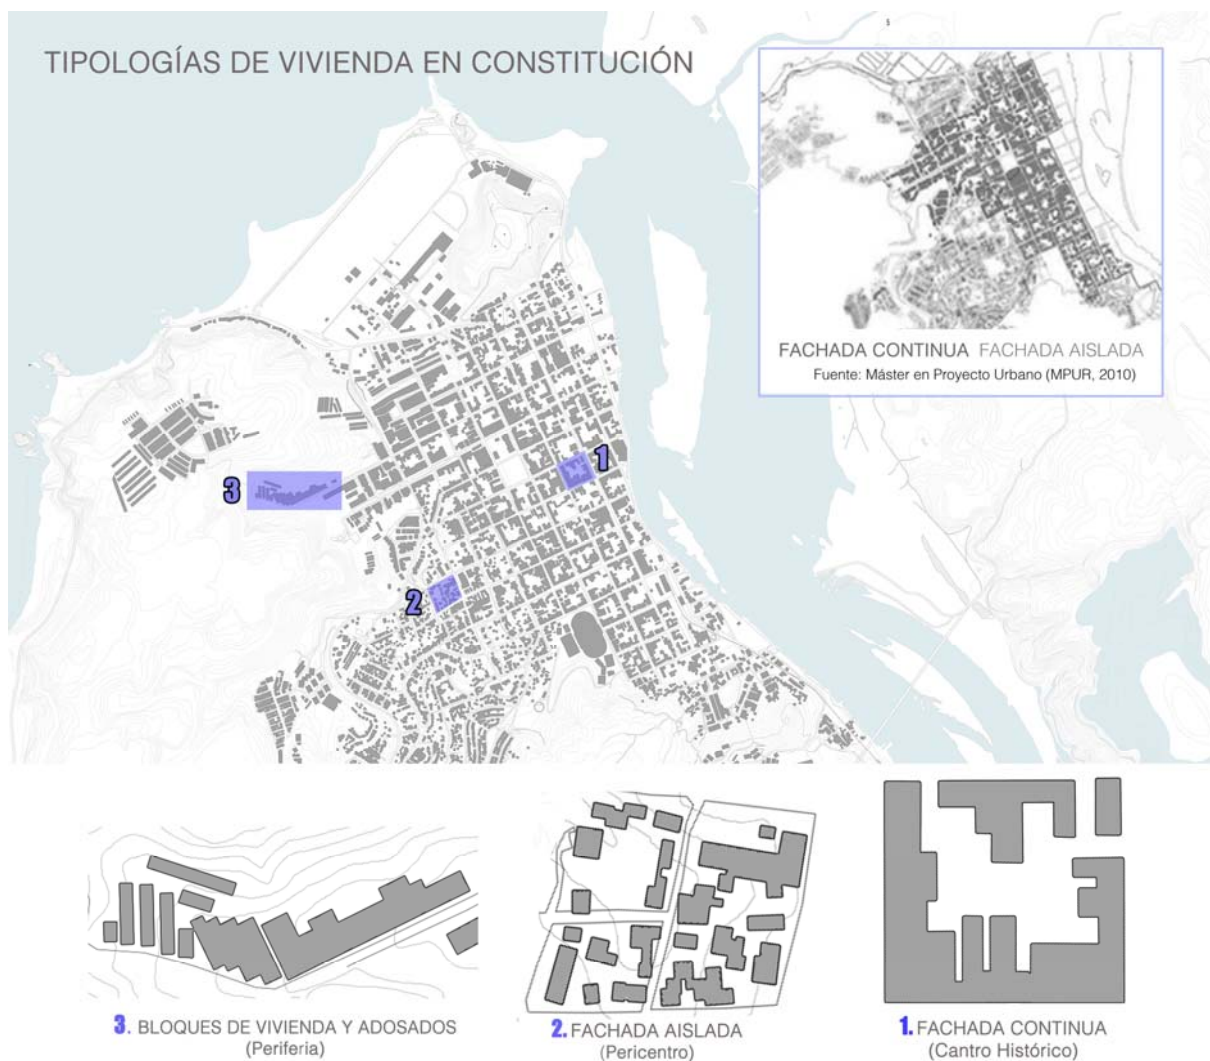 5
TIPOLOGÍAS DE VIVIENDA EN CONSTITUCIÓN
FACHADA CONTINUA FACHADA AISLADA
Fuente: Máster en Proyecto Urbano (MPUR, 2010)
1
3
2
3. BLOQUES DE VIVIENDA Y ADOSADOS
(Periferia)
2. FACHADA AISLADA
(Pericentro)
1. FACHADA CONTINUA
(Cantro Histórico)